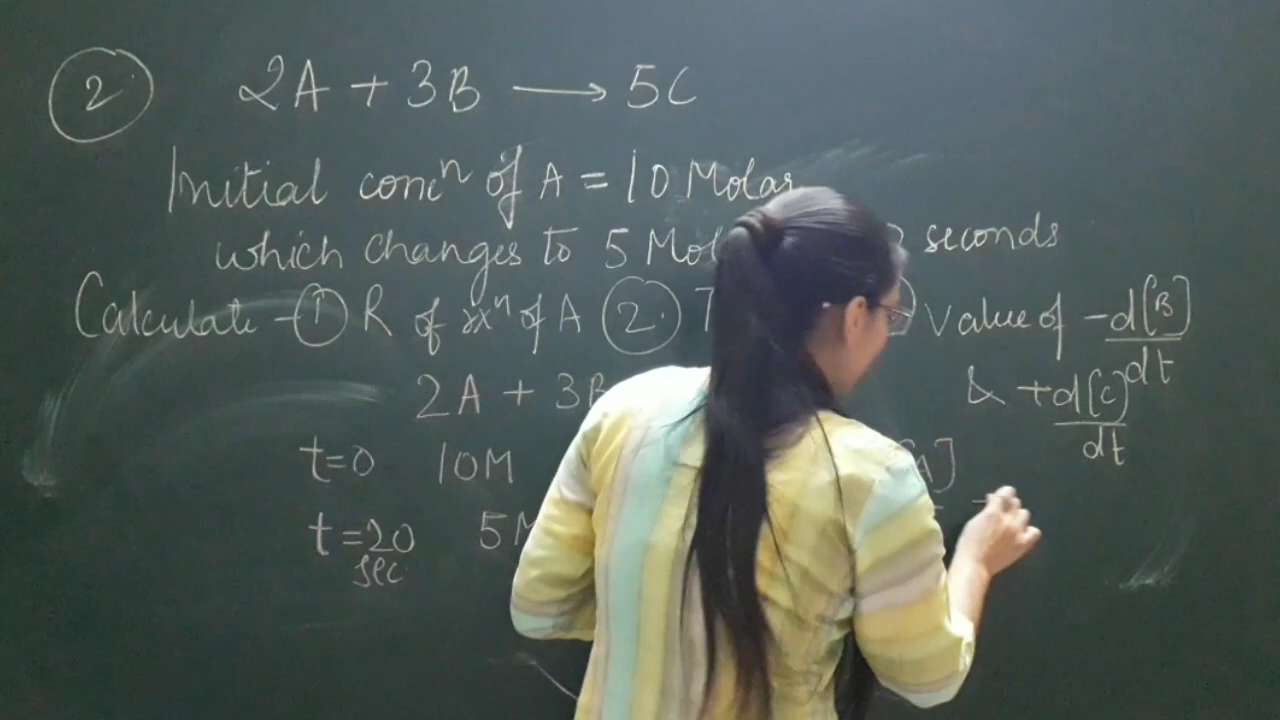 2. 2A + 3B → 5C
Initial concⁿ of A = 10 Molar
which changes to 5 Mol seconds
Calculate - ① R of rxⁿ of A ②. Value of -d[B]/dt
2A + 3B & +d[C]/dt
t=0 10M [A]
t=20 sec 5M